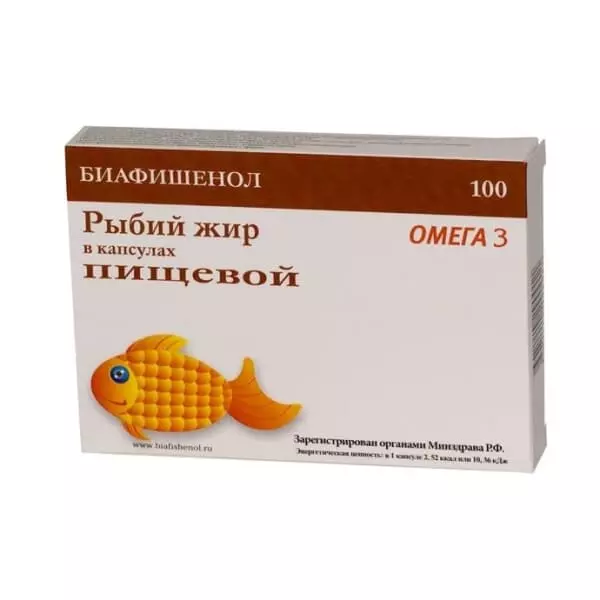 БИАФИШЕНОЛ 100
Рыбий жир
в капсулах
пищевой
ОМЕГА 3
www.biafishenol.ru
Зарегистрирован органами Минздрава Р.Ф.
Энергетическая ценность: в 1 капсуле 2, 52 ккал или 10, 36 кДж